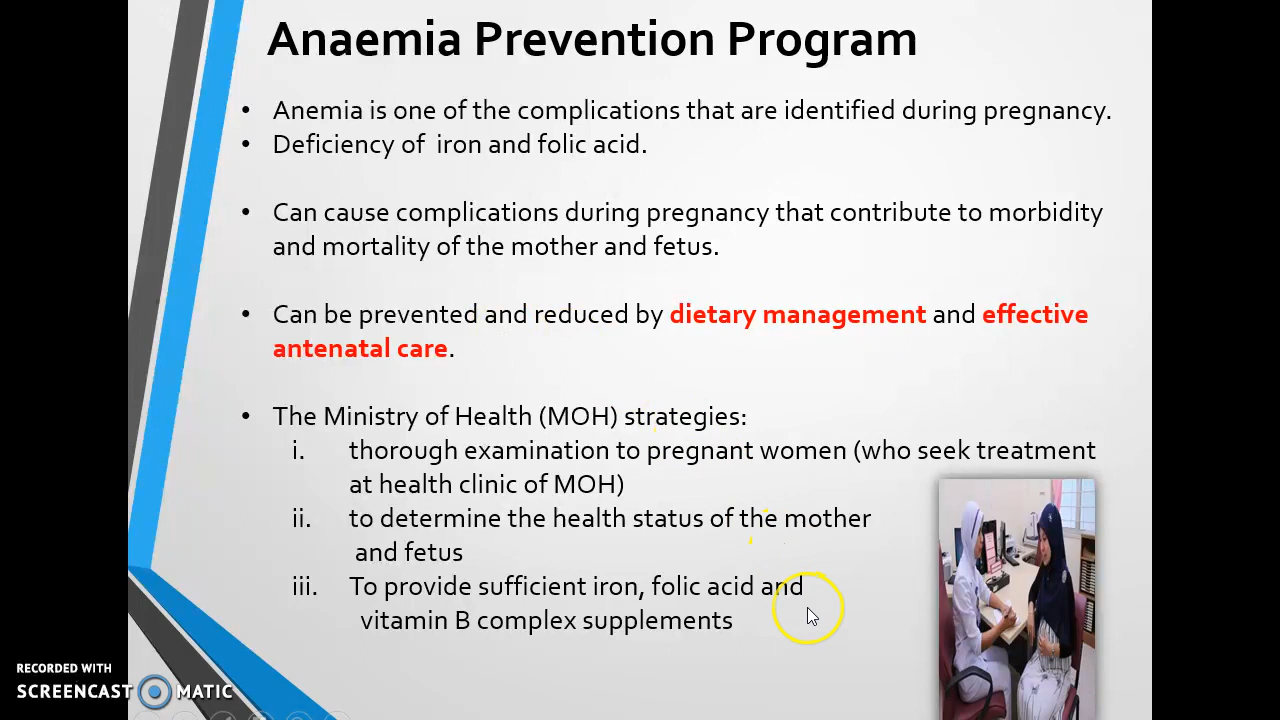 Anaemia Prevention Program
• Anemia is one of the complications that are identified during pregnancy.
• Deficiency of iron and folic acid.
• Can cause complications during pregnancy that contribute to morbidity
and mortality of the mother and fetus.
• Can be prevented and reduced by dietary management and effective
antenatal care.
• The Ministry of Health (MOH) strategies:
i. thorough examination to pregnant women (who seek treatment
at health clinic of MOH)
ii. to determine the health status of the mother
and fetus
iii. To provide sufficient iron, folic acid and
vitamin B complex supplements
RECORDED WITH
SCREENCAST MATIC